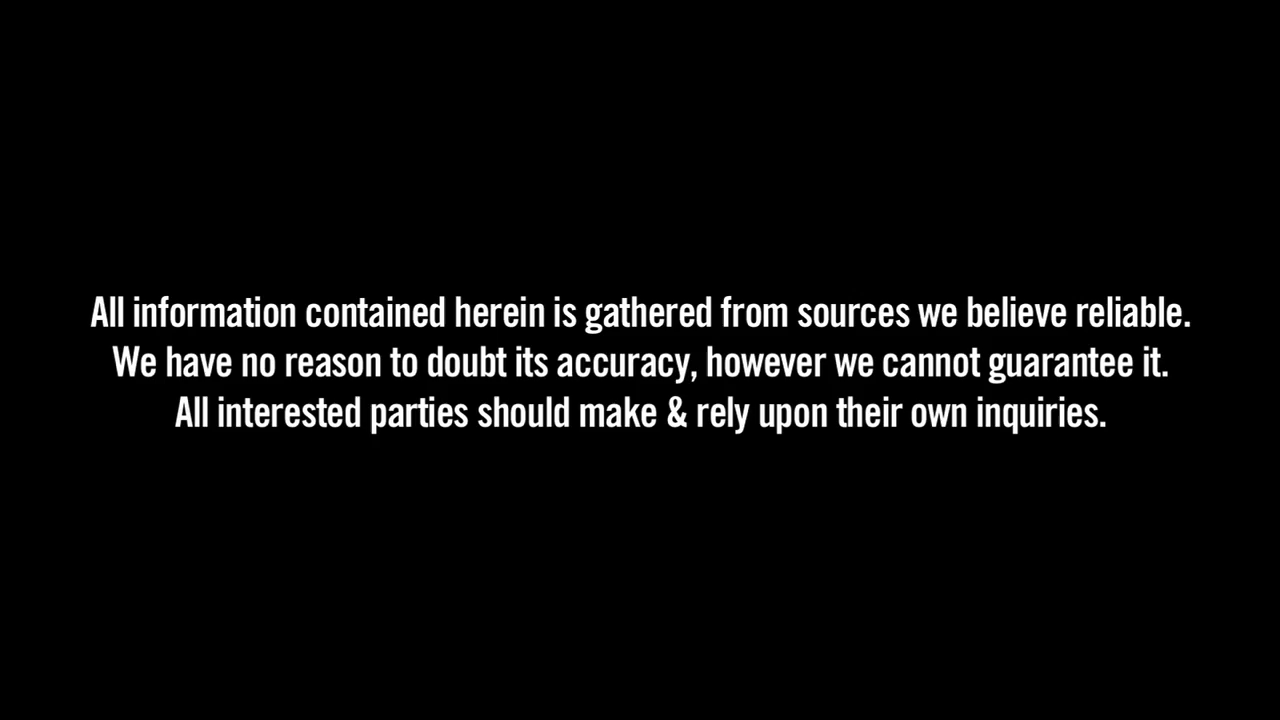 All information contained herein is gathered from sources we believe reliable.
We have no reason to doubt its accuracy, however we cannot guarantee it.
All interested parties should make & rely upon their own inquiries.